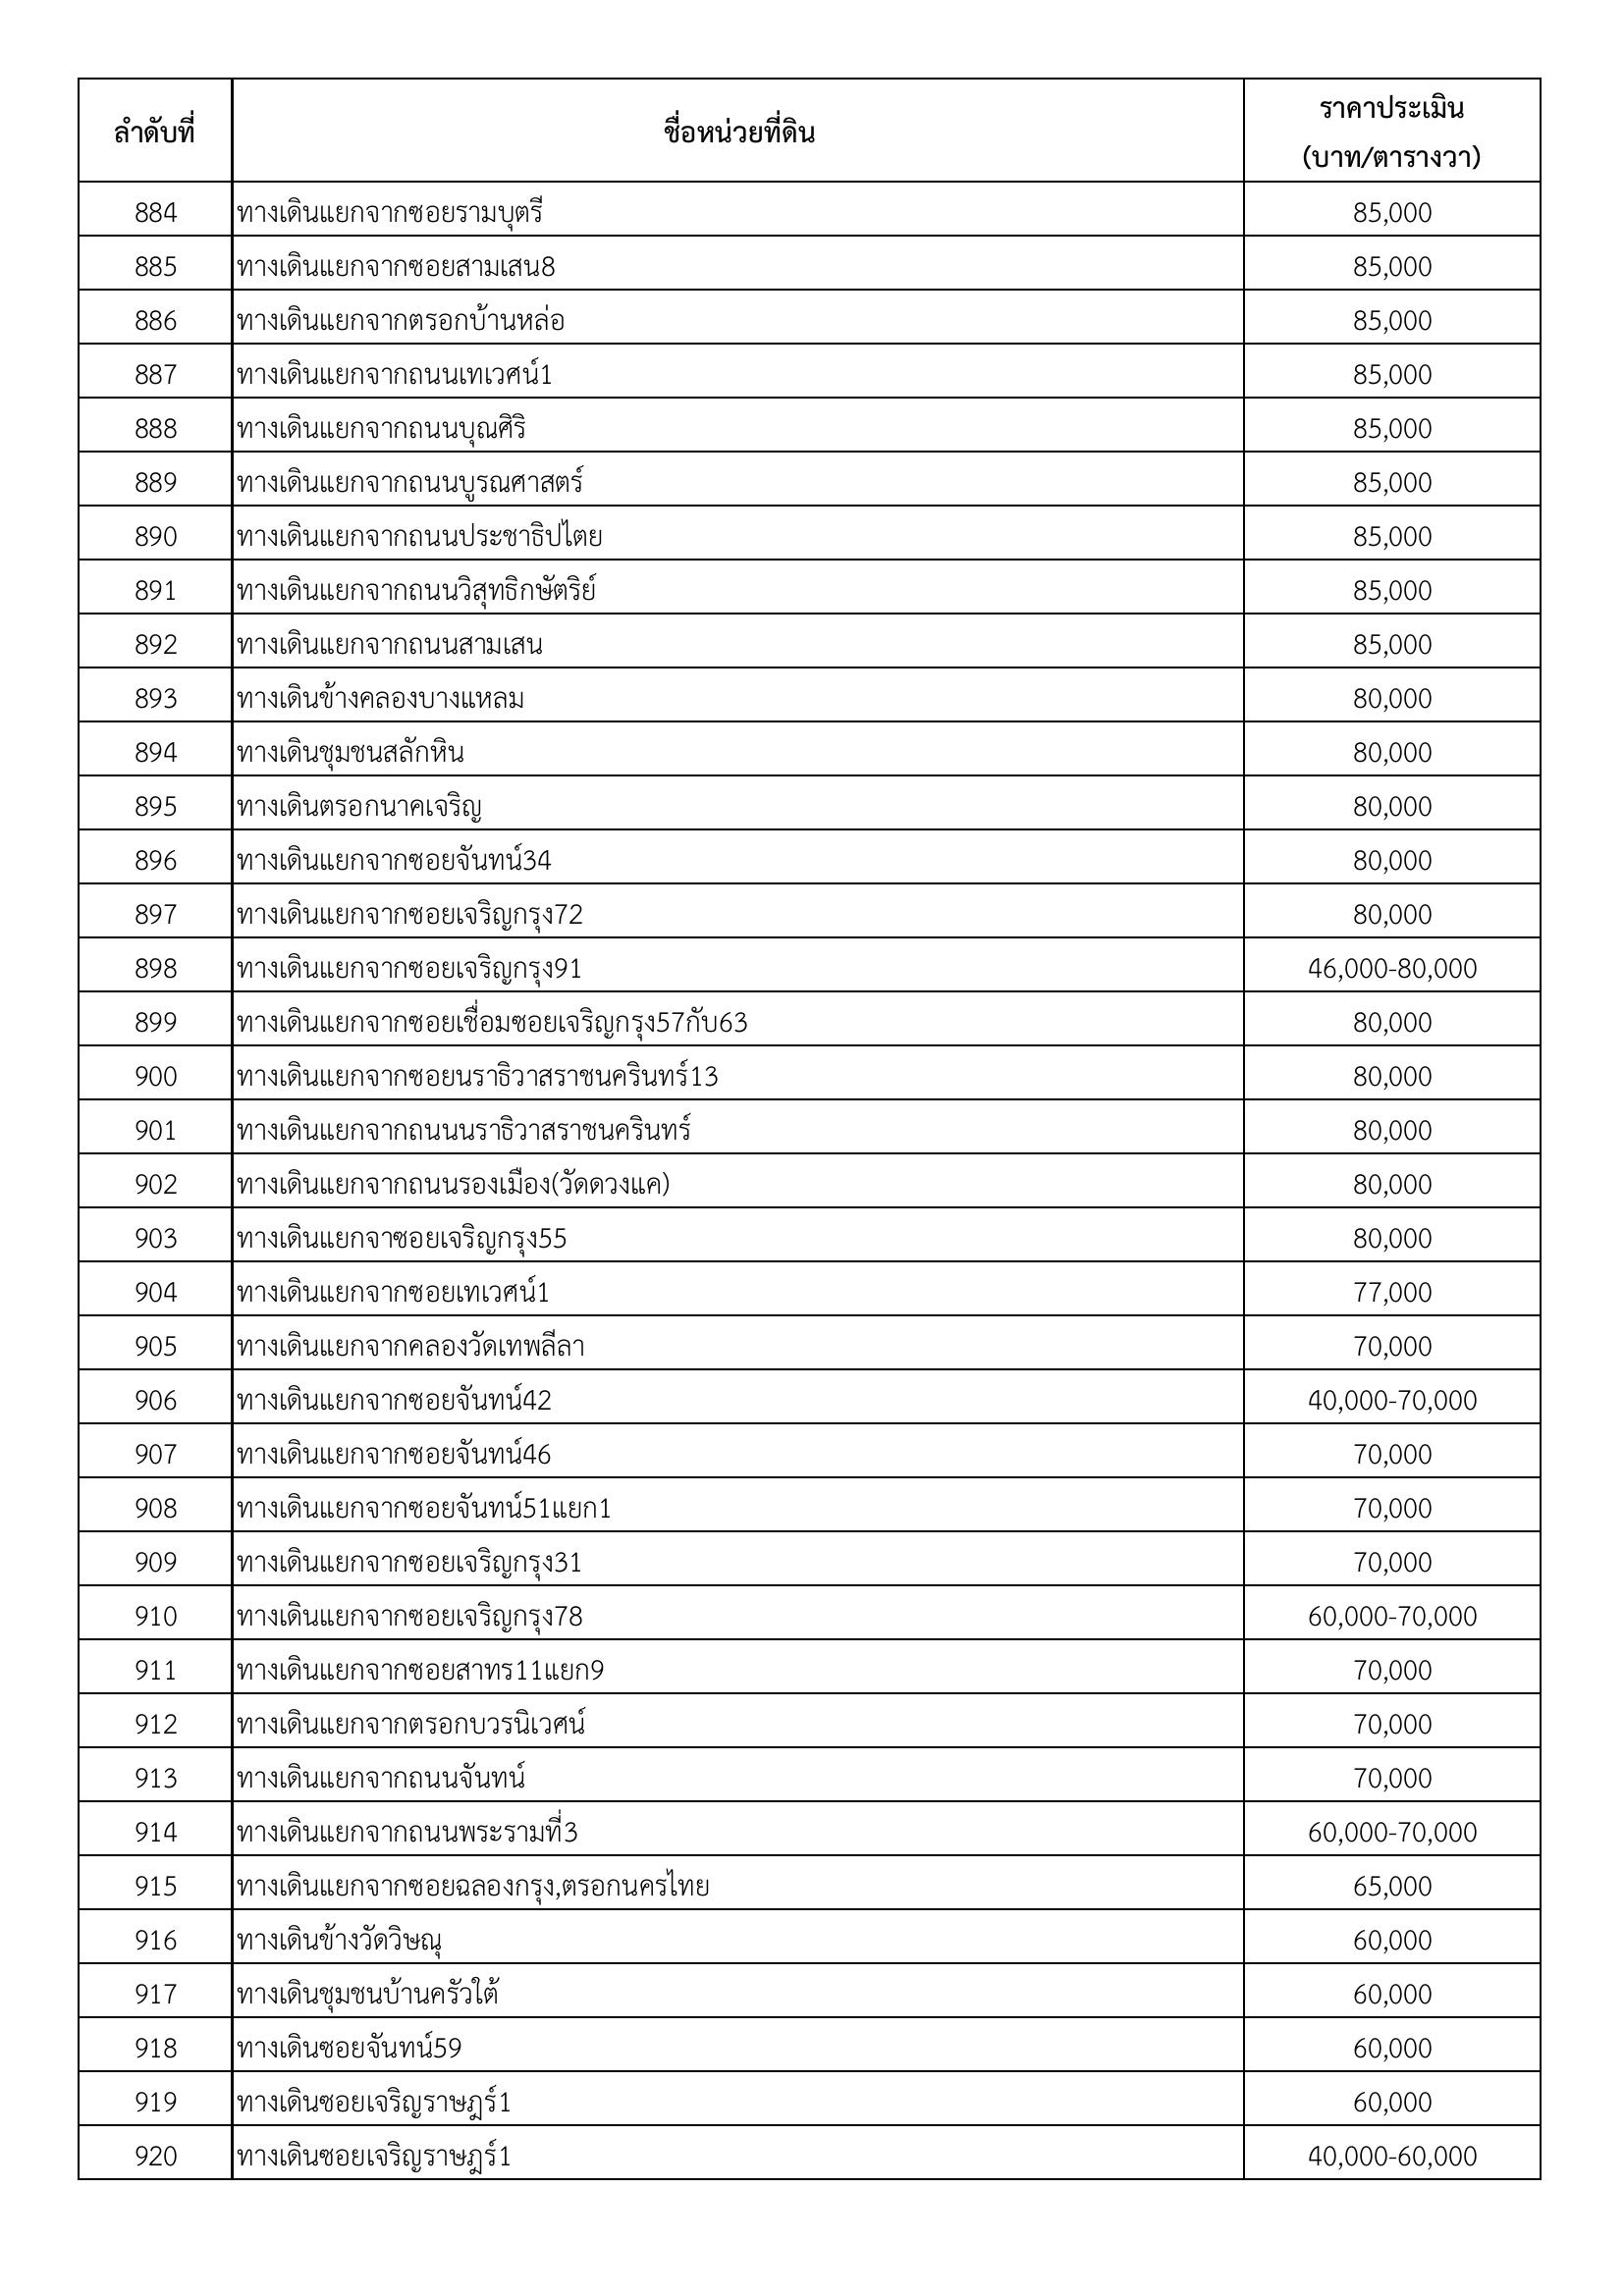 ลำดับที่ ชื่อหน่วยที่ดิน ราคาประเมิน
(บาท/ตารางวา)
884 ทางเดินแยกจากซอยรามบุตรี 85,000
885 ทางเดินแยกจากซอยสามเสน8 85,000
886 ทางเดินแยกจากตรอกบ้านหล่อ 85,000
887 ทางเดินแยกจากถนนเทเวศน์1 85,000
888 ทางเดินแยกจากถนนบุณศิริ 85,000
889 ทางเดินแยกจากถนนบูรณศาสตร์ 85,000
890 ทางเดินแยกจากถนนประชาธิปไตย 85,000
891 ทางเดินแยกจากถนนวิสุทธิกษัตริย์ 85,000
892 ทางเดินแยกจากถนนสามเสน 85,000
893 ทางเดินข้างคลองบางแหลม 80,000
894 ทางเดินชุมชนสลักหิน 80,000
895 ทางเดินตรอกนาคเจริญ 80,000
896 ทางเดินแยกจากซอยจันทน์34 80,000
897 ทางเดินแยกจากซอยเจริญกรุง72 80,000
898 ทางเดินแยกจากซอยเจริญกรุง91 46,000-80,000
899 ทางเดินแยกจากซอยเชื่อมซอยเจริญกรุง57กับ63 80,000
900 ทางเดินแยกจากซอยนราธิวาสราชนครินทร์13 80,000
901 ทางเดินแยกจากถนนนราธิวาสราชนครินทร์ 80,000
902 ทางเดินแยกจากถนนรองเมือง(วัดดวงแค) 80,000
903 ทางเดินแยกจาซอยเจริญกรุง55 80,000
904 ทางเดินแยกจากซอยเทเวศน์1 77,000
905 ทางเดินแยกจากคลองวัดเทพลีลา 70,000
906 ทางเดินแยกจากซอยจันทน์42 40,000-70,000
907 ทางเดินแยกจากซอยจันทน์46 70,000
908 ทางเดินแยกจากซอยจันทน์51แยก1 70,000
909 ทางเดินแยกจากซอยเจริญกรุง31 70,000
910 ทางเดินแยกจากซอยเจริญกรุง78 60,000-70,000
911 ทางเดินแยกจากซอยสาทร11แยก9 70,000
912 ทางเดินแยกจากตรอกบวรนิเวศน์ 70,000
913 ทางเดินแยกจากถนนจันทน์ 70,000
914 ทางเดินแยกจากถนนพระรามที่3 60,000-70,000
915 ทางเดินแยกจากซอยฉลองกรุง,ตรอกนครไทย 65,000
916 ทางเดินข้างวัดวิษณุ 60,000
917 ทางเดินชุมชนบ้านครัวใต้ 60,000
918 ทางเดินซอยจันทน์59 60,000
919 ทางเดินซอยเจริญราษฎร์1 60,000
920 ทางเดินซอยเจริญราษฎร์1 40,000-60,000